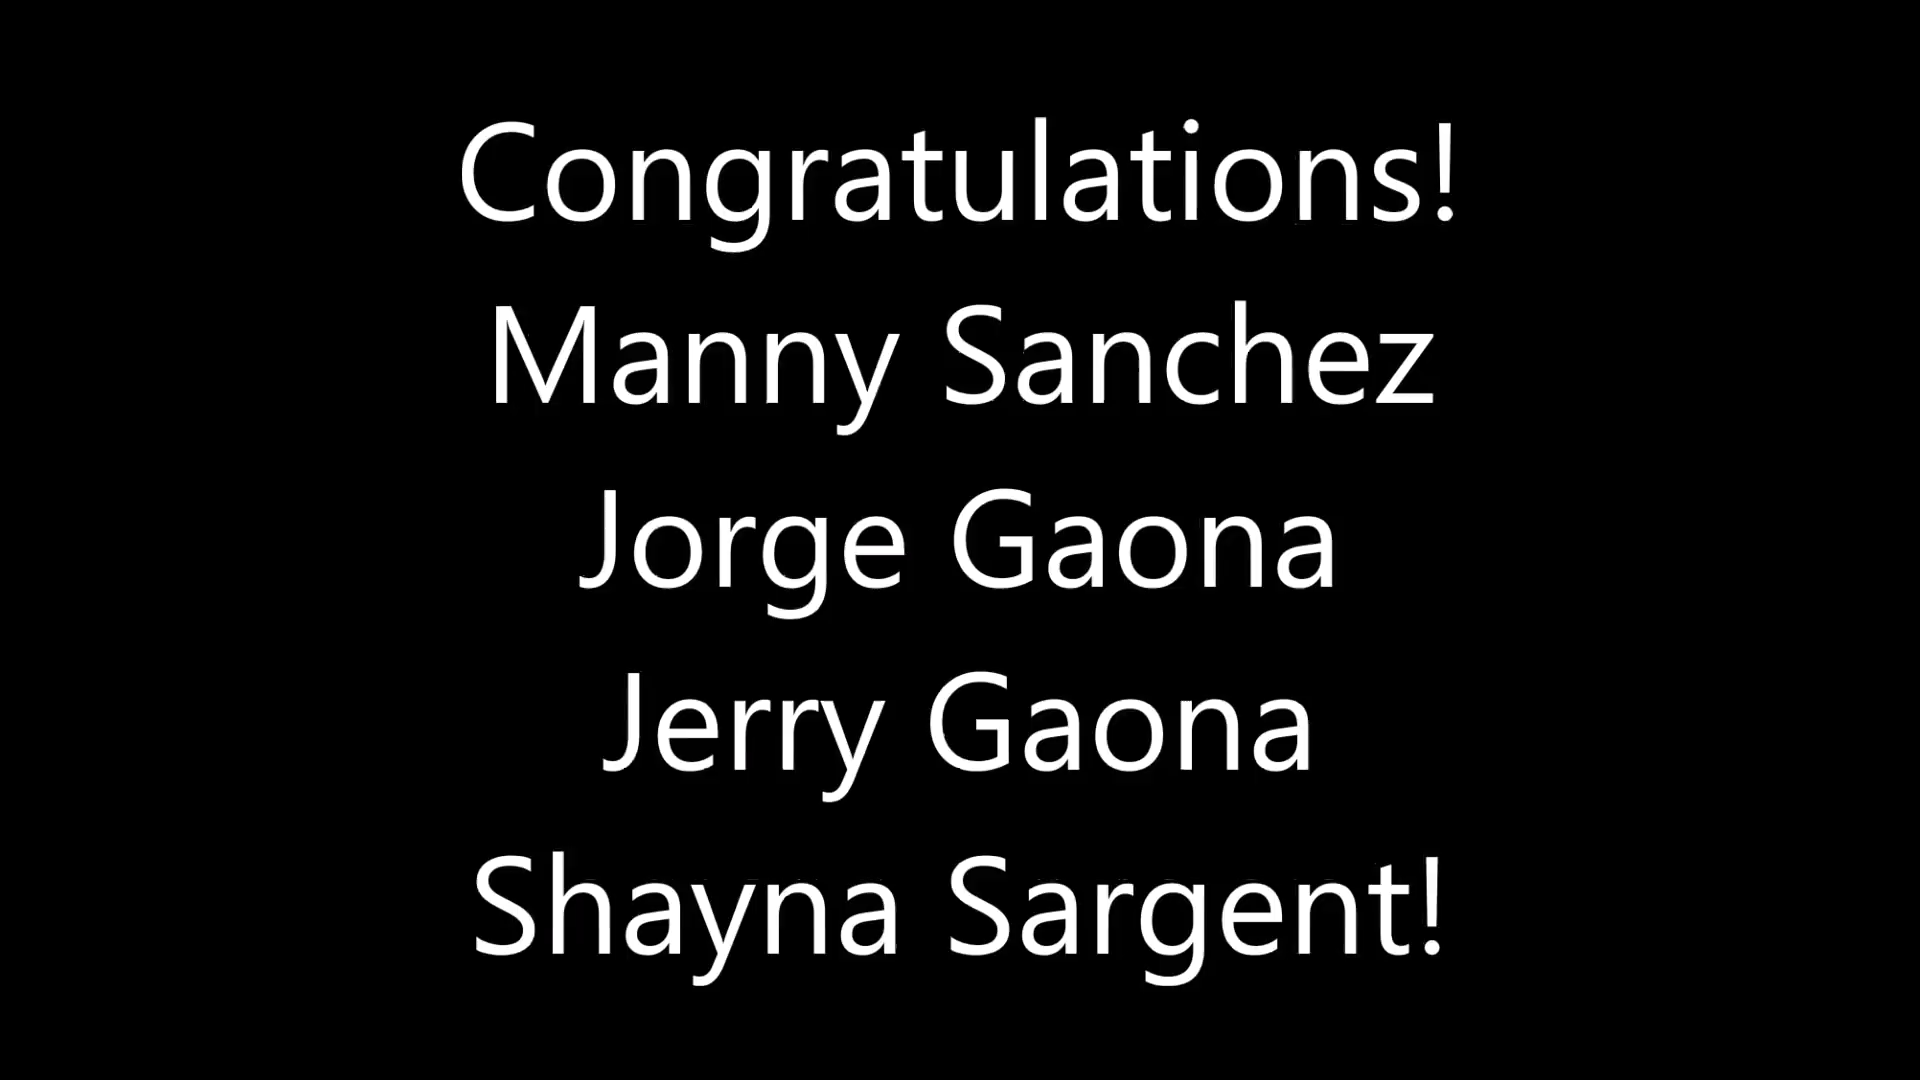 Congratulations!
Manny Sanchez
Jorge Gaona
Jerry Gaona
Shayna Sargent!